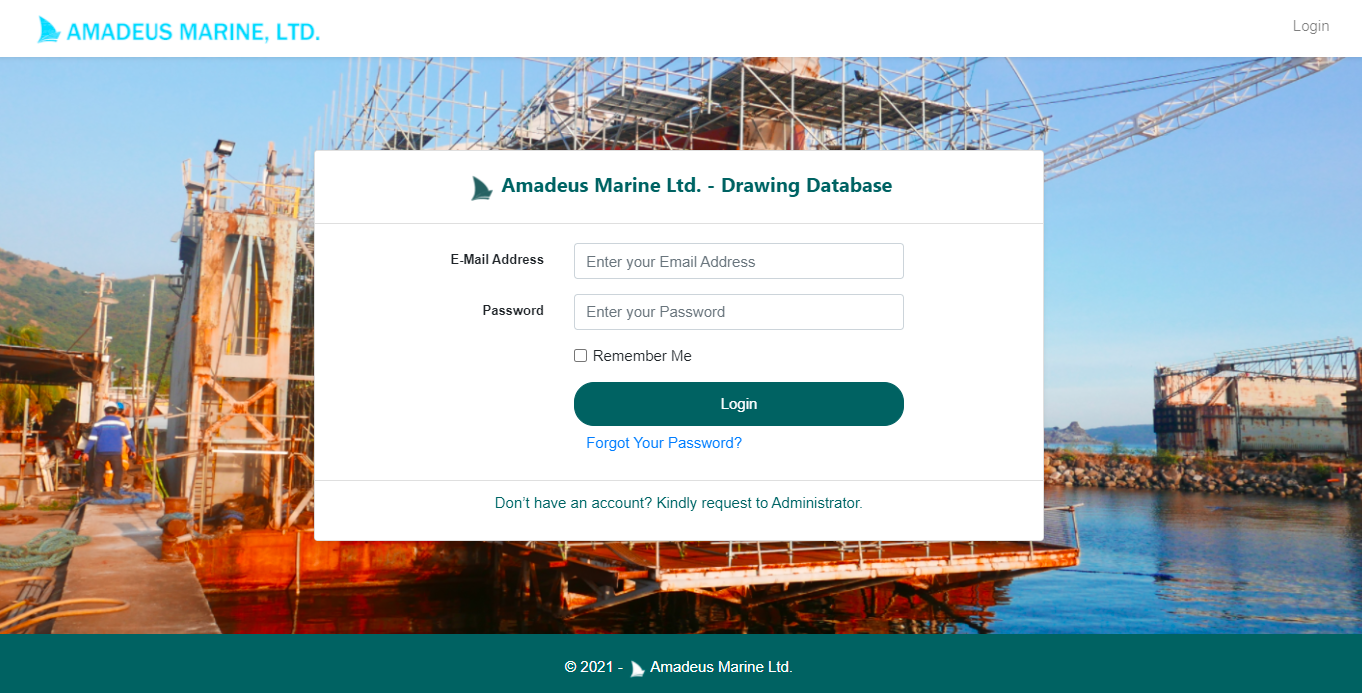 AMADEUS MARINE, LTD.
Login
Amadeus Marine Ltd. - Drawing Database
E-Mail Address
Enter your Email Address
Password
Enter your Password
Remember Me
Login
Forgot Your Password?
Don't have an account? Kindly request to Administrator.
© 2021 - Amadeus Marine Ltd.